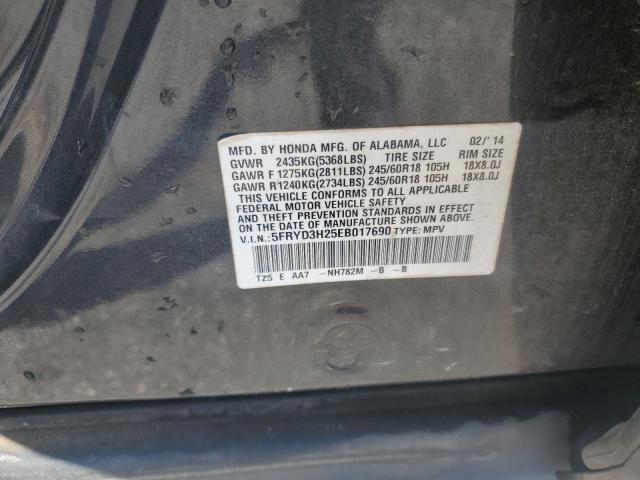 MFD. BY HONDA MFG. OF ALABAMA, LLC 02/'14
GVWR 2435KG(5368LBS) TIRE SIZE RIM SIZE
GAWR F 1275KG(2811LBS) 245/60R18 105H 18X8.0J
GAWR R 1240KG(2734LBS) 245/60R18 105H 18X8.0J
THIS VEHICLE CONFORMS TO ALL APPLICABLE
FEDERAL MOTOR VEHICLE SAFETY
AND THEFT PREVENTION STANDARDS IN EFFECT
ON THE DATE OF MANUFACTURE SHOWN ABOVE.
V.I.N.: 5FRYD3H25EB017690 TYPE: MPV
TZ5 E AA7 -NH782M -B -B